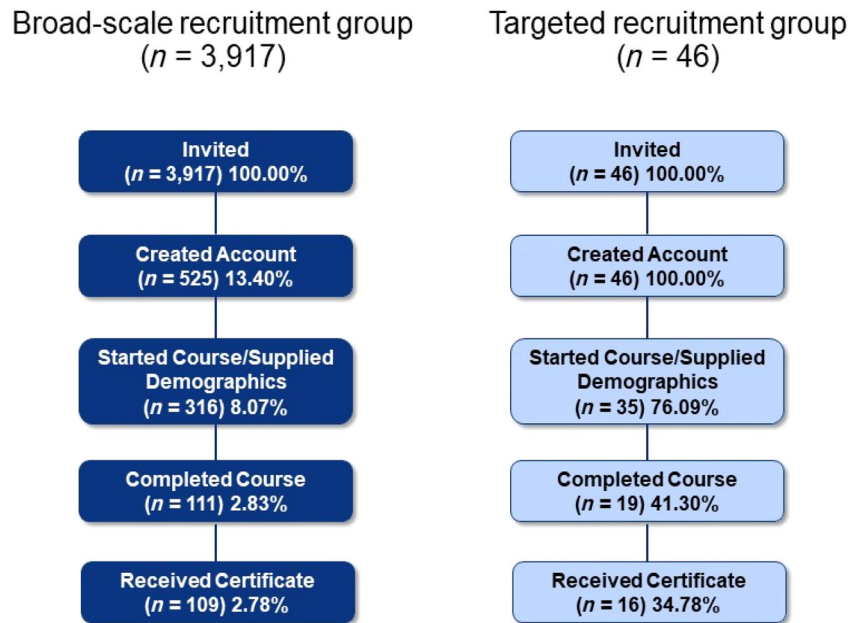 Broad-scale recruitment group
(n = 3,917)
Invited
(n = 3,917) 100.00%
Created Account
(n = 525) 13.40%
Started Course/Supplied
Demographics
(n = 316) 8.07%
Completed Course
(n = 111) 2.83%
Received Certificate
(n = 109) 2.78%
Targeted recruitment group
(n = 46)
Invited
(n = 46) 100.00%
Created Account
(n = 46) 100.00%
Started Course/Supplied
Demographics
(n = 35) 76.09%
Completed Course
(n = 19) 41.30%
Received Certificate
(n = 16) 34.78%